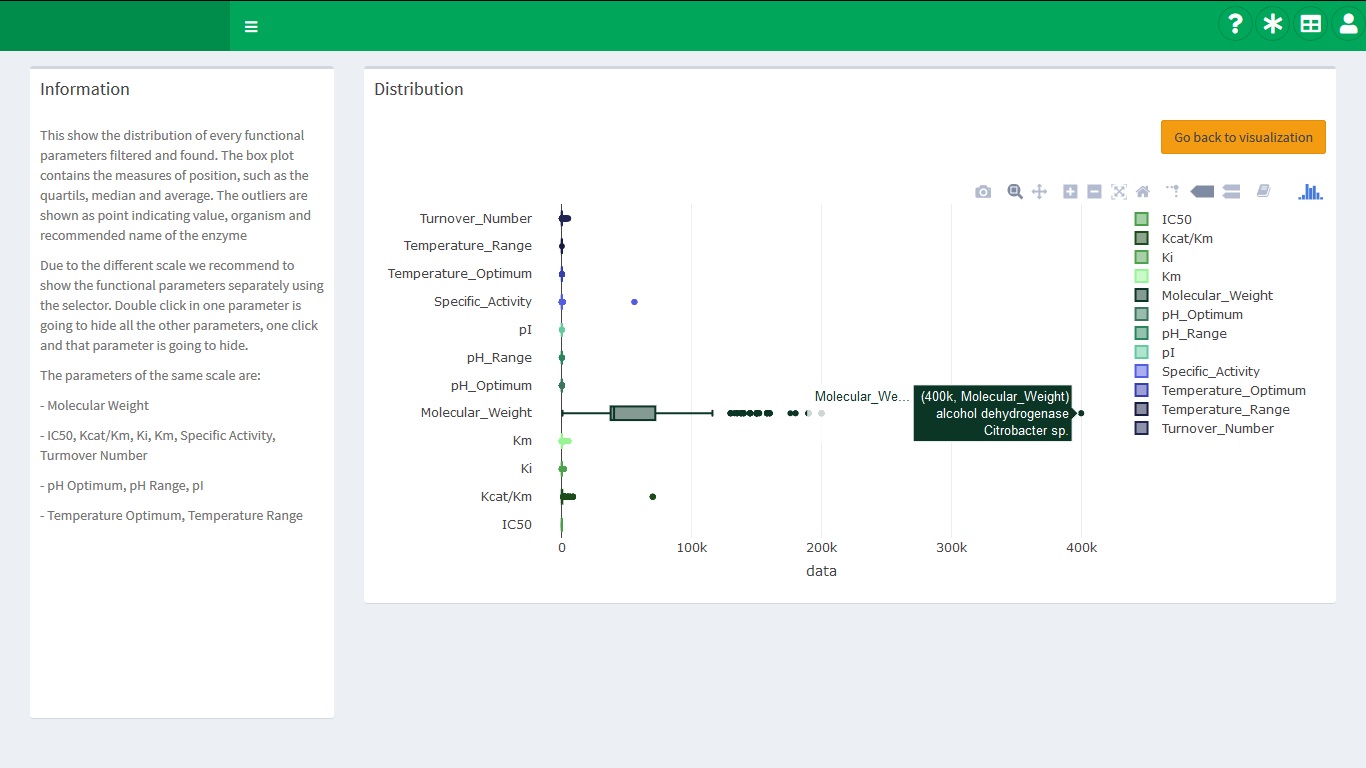 Information
This show the distribution of every functional
parameters filtered and found. The box plot
contains the measures of position, such as the
quartils, median and average. The outliers are
shown as point indicating value, organism and
recommended name of the enzyme
Due to the different scale we recommend to
show the functional parameters separately using
the selector. Double click in one parameter is
going to hide all the other parameters, one click
and that parameter is going to hide.
The parameters of the same scale are:
- Molecular Weight
- IC50, Kcat/Km, Ki, Km, Specific Activity,
Turmover Number
- pH Optimum, pH Range, pI
- Temperature Optimum, Temperature Range
Distribution
Go back to visualization
Turnover_Number
Temperature_Range
Temperature_Optimum
Specific_Activity
pI
pH_Range
pH_Optimum
Molecular_Weight
Km
Ki
Kcat/Km
IC50
Molecular_We...
(400k, Molecular_Weight)
alcohol dehydrogenase
Citrobacter sp.
0 100k 200k 300k 400k
data
IC50
Kcat/Km
Ki
Km
Molecular_Weight
pH_Optimum
pH_Range
pI
Specific_Activity
Temperature_Optimum
Temperature_Range
Turnover_Number